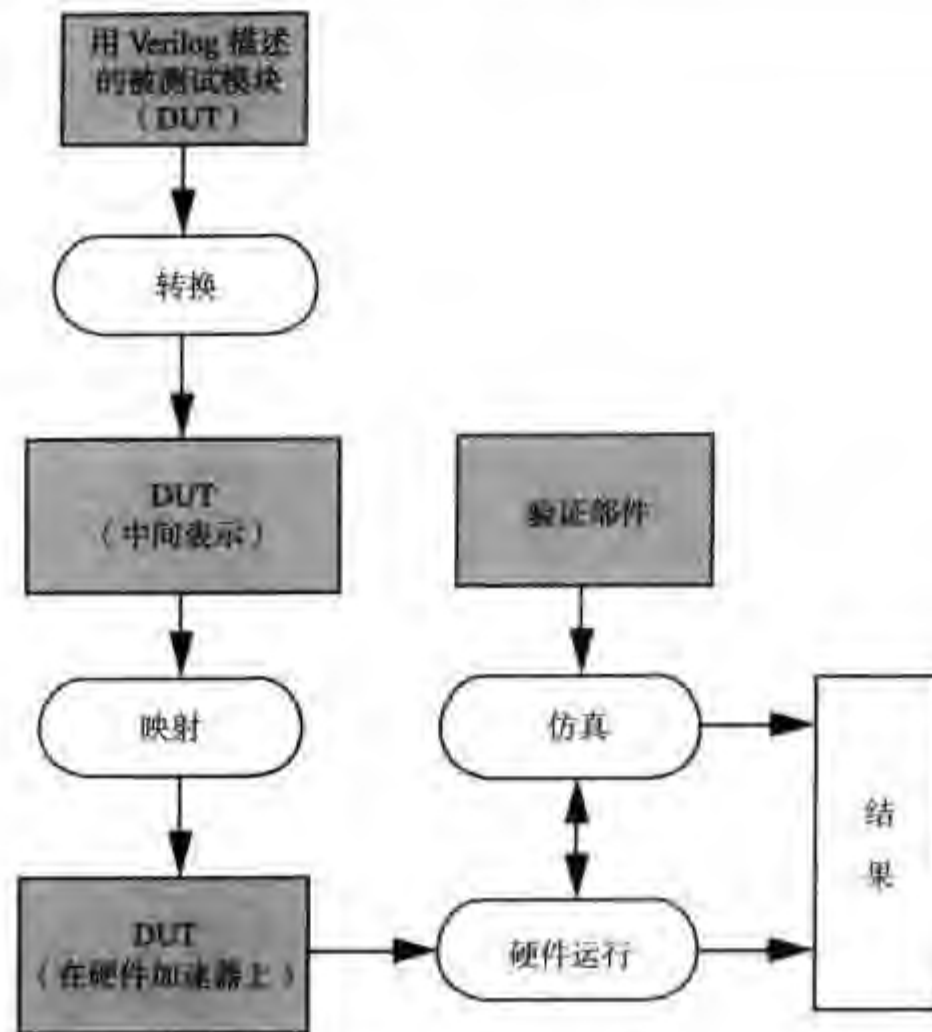 用 Verilog 描述
的被测试模块
（DUT）
转换
DUT
（中间表示）
验证部件
映射
仿真
结
果
DUT
（在硬件加速器上）
硬件运行